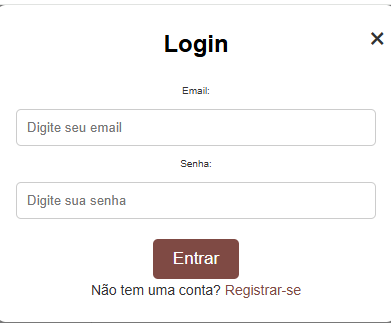 Login
×
Email:
Digite seu email
Senha:
Digite sua senha
Entrar
Não tem uma conta? Registrar-se